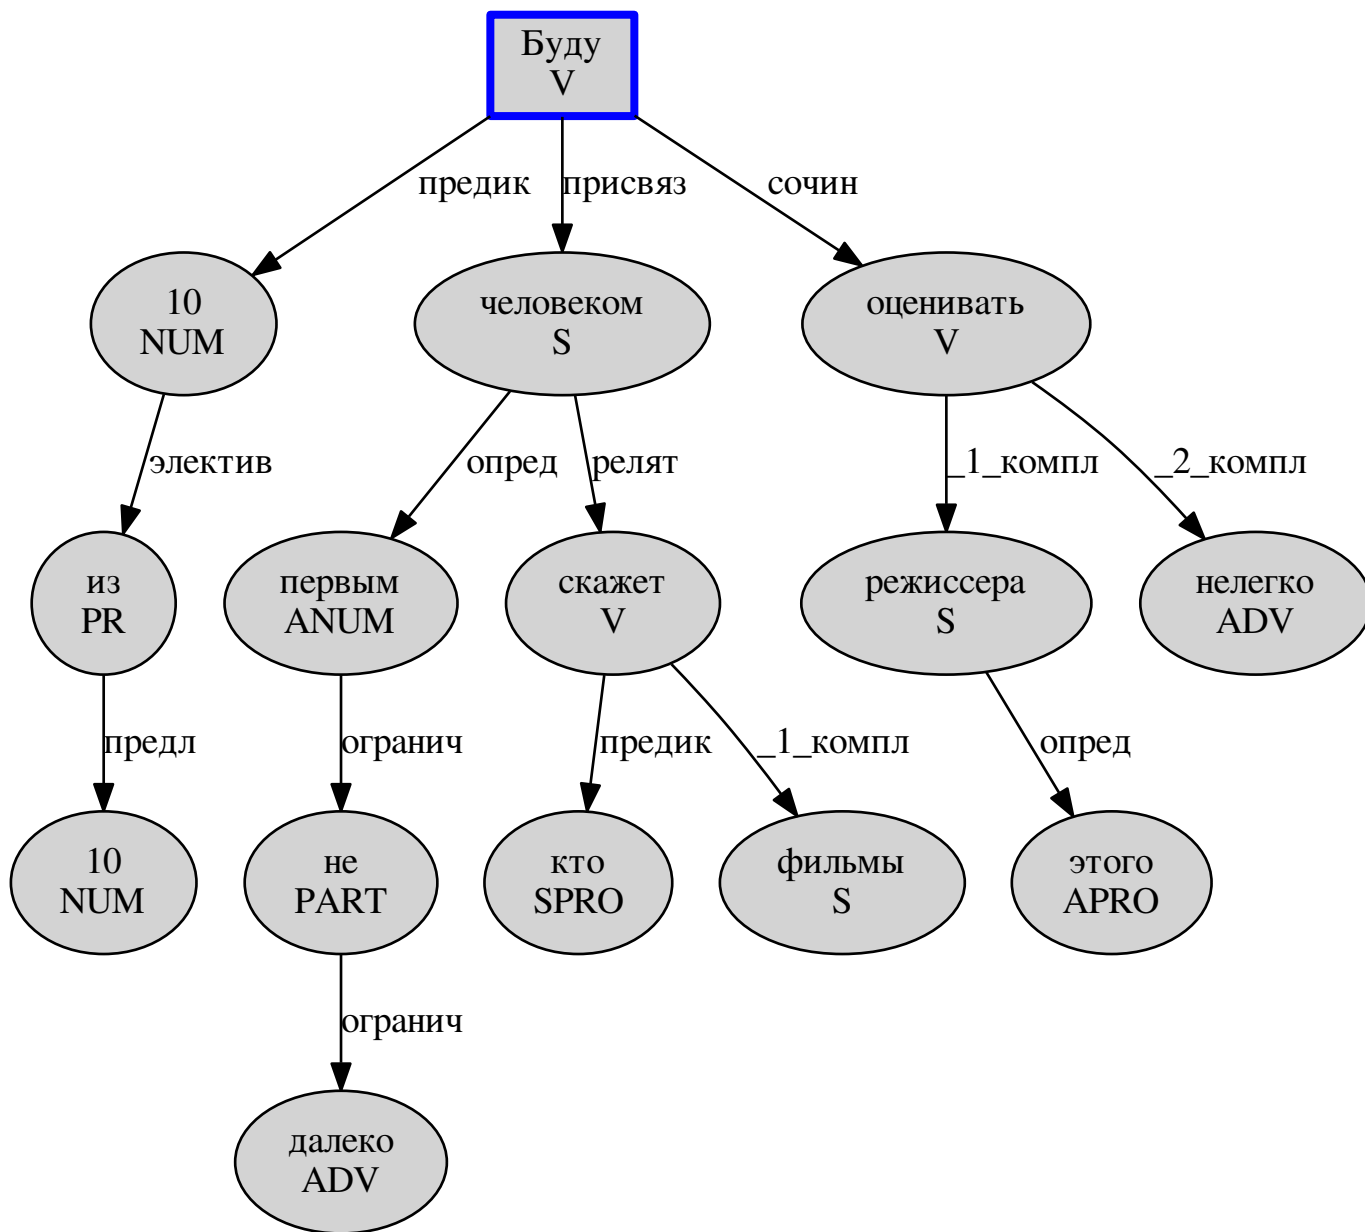 Буду
V
предик
присвяз
сочин
10
NUM
человеком
S
оценивать
V
электив
опред
релят
_1_компл
_2_компл
из
PR
первым
ANUM
скажет
V
режиссера
S
нелегко
ADV
предл
огранич
предик
_1_компл
опред
10
NUM
не
PART
кто
SPRO
фильмы
S
этого
APRO
огранич
далеко
ADV